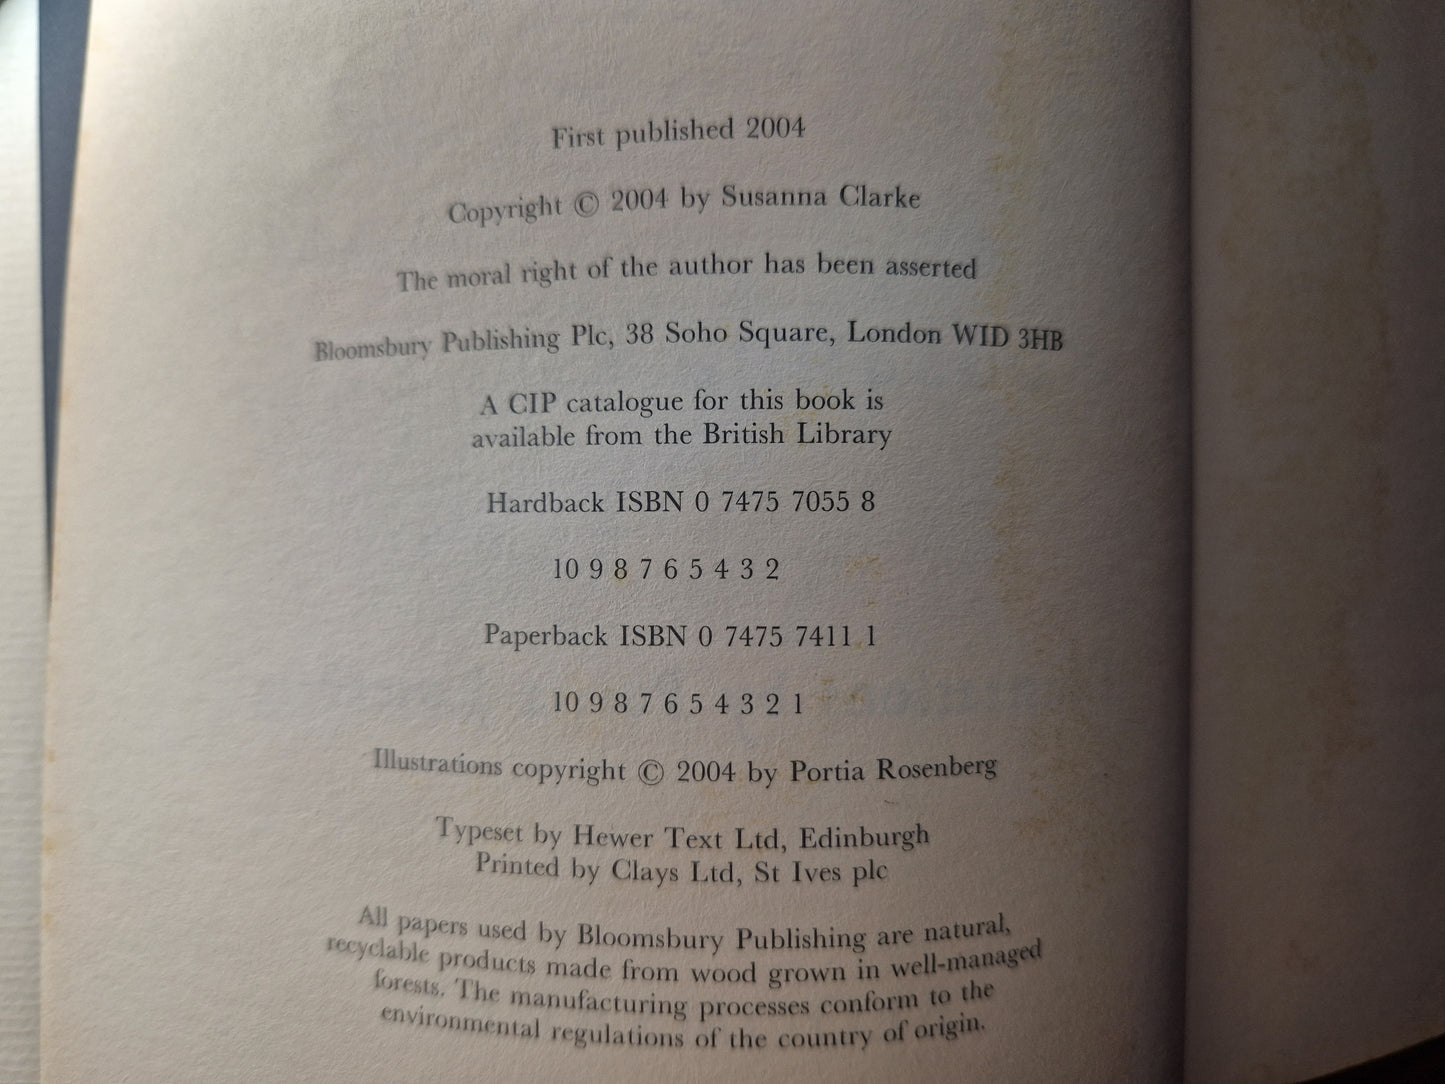 First published 2004
Copyright © 2004 by Susanna Clarke
The moral right of the author has been asserted
Bloomsbury Publishing Plc, 38 Soho Square, London WID 3HB
A CIP catalogue for this book is
available from the British Library
Hardback ISBN 0 7475 7055 8
10 9 8 7 6 5 4 3 2
Paperback ISBN 0 7475 7411 1
10 9 8 7 6 5 4 3 2 1
Illustrations copyright © 2004 by Portia Rosenberg
Typeset by Hewer Text Ltd, Edinburgh
Printed by Clays Ltd, St Ives plc
All papers used by Bloomsbury Publishing are natural,
recyclable products made from wood grown in well-managed
forests. The manufacturing processes conform to the
environmental regulations of the country of origin.